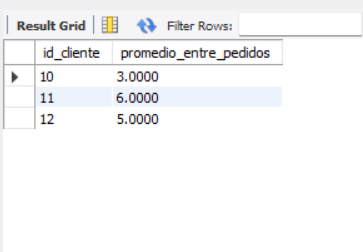 Result Grid Filter Rows:
id_cliente promedio_entre_pedidos
10 3.0000
11 6.0000
12 5.0000